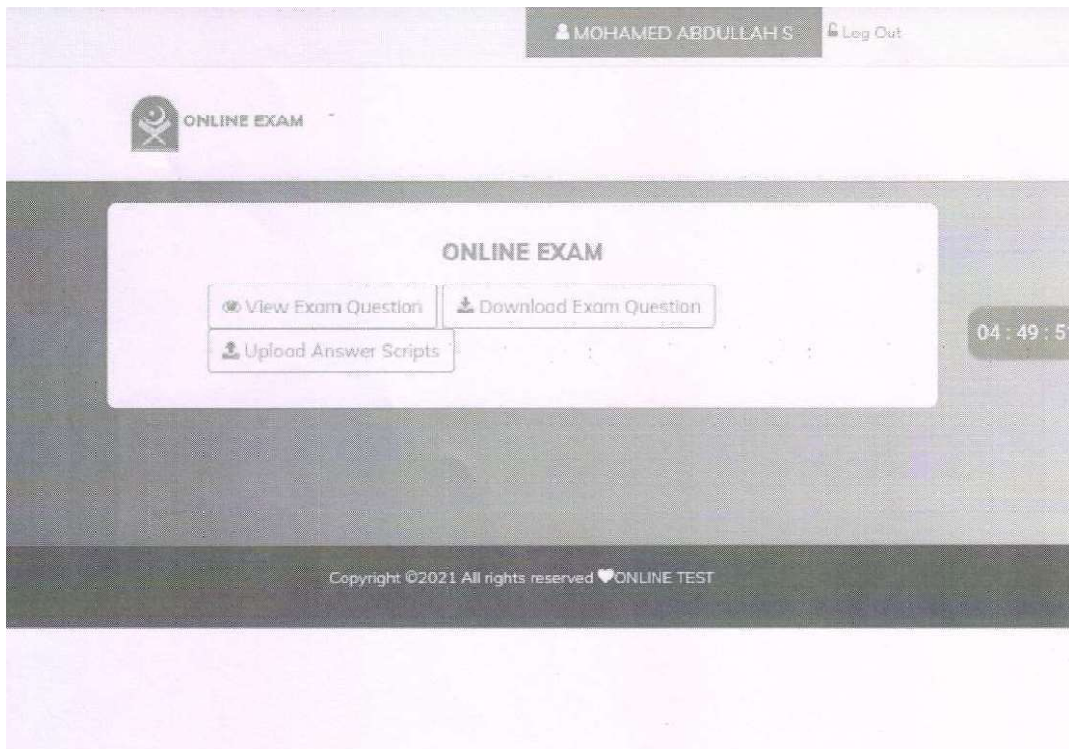 MOHAMED ABDULLAH S Log Out
ONLINE EXAM
ONLINE EXAM
View Exam Question Download Exam Question
Upload Answer Scripts
04 : 49 : 51
Copyright ©2021 All rights reserved ONLINE TEST